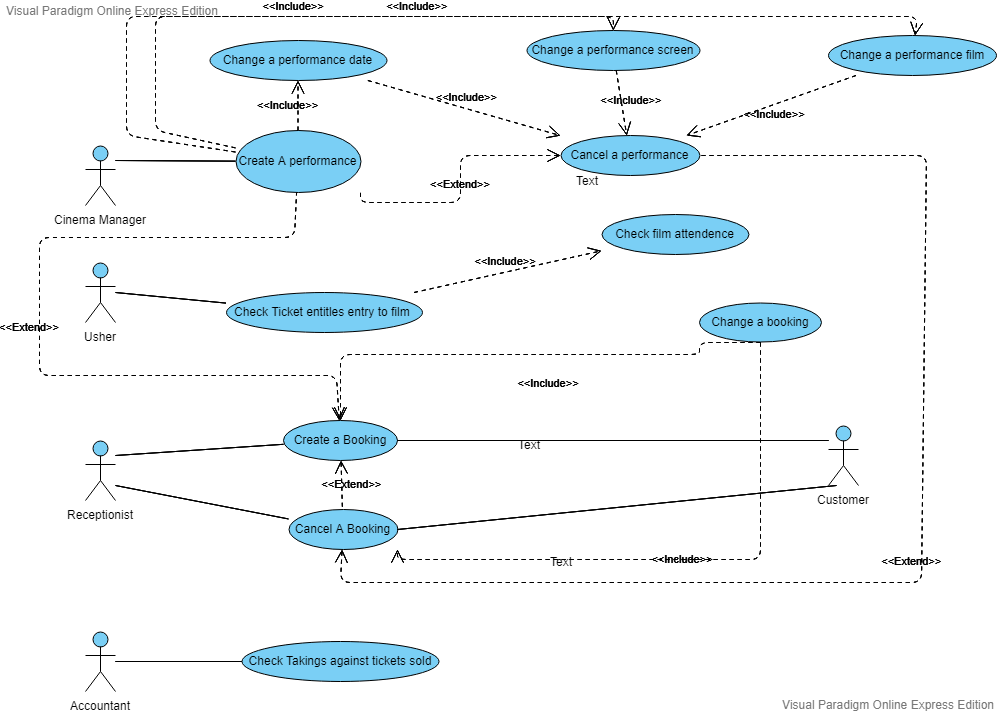 Visual Paradigm Online Express Edition
<<Include>>
<<Include>>
Change a performance date
Change a performance screen
Change a performance film
<<Include>>
<<Include>>
<<Include>>
<<Include>>
Create A performance
Cancel a performance
Text
<<Extend>>
Cinema Manager
Check film attendence
<<Include>>
Check Ticket entitles entry to film
Usher
<<Extend>>
Change a booking
<<Include>>
Create a Booking
Text
<<Extend>>
Receptionist
Customer
Cancel A Booking
Text
<<Include>>
<<Extend>>
Check Takings against tickets sold
Accountant
Visual Paradigm Online Express Edition